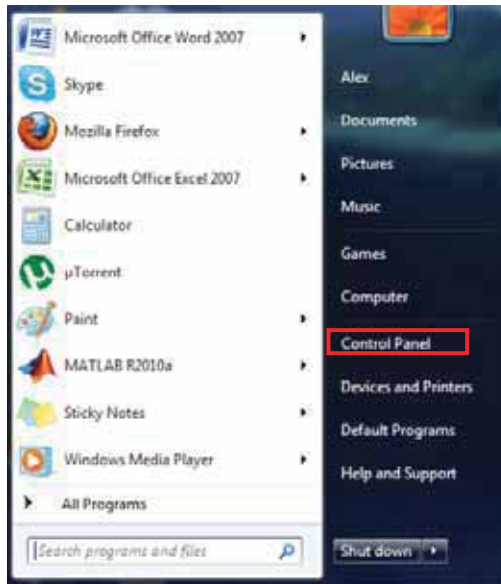 Microsoft Office Word 2007
Skype
Mozilla Firefox
Microsoft Office Excel 2007
Calculator
µTorrent
Paint
MATLAB R2010a
Sticky Notes
Windows Media Player
All Programs
Search programs and files
Alex
Documents
Pictures
Music
Games
Computer
Control Panel
Devices and Printers
Default Programs
Help and Support
Shut down